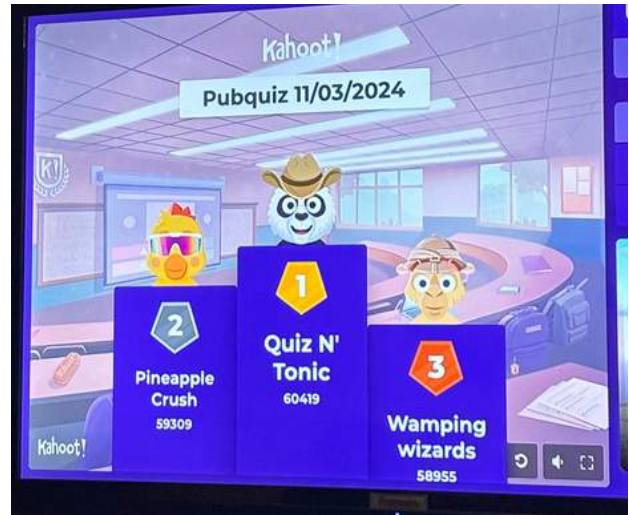 Kahoot!
Pubquiz 11/03/2024
K!
1
Quiz N'
Tonic
60419
2
Pineapple
Crush
59309
3
Wamping
wizards
58955
Kahoot!